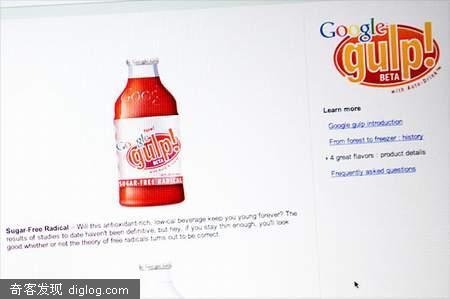 Google
gulp!
BETA
with Auto-Drink™
Learn more
Google gulp introduction
From forest to freezer : history
4 great flavors : product details
Frequently asked questions
Google
gulp!
BETA
SUGAR-FREE RADICAL
Sugar-Free Radical – Will this antioxidant-rich, low-cal beverage keep you young forever? The
results of studies to date haven't been definitive, but hey, if you stay thin enough, you'll look
good whether or not the theory of free radicals turns out to be correct.
奇客发现 diglog.com